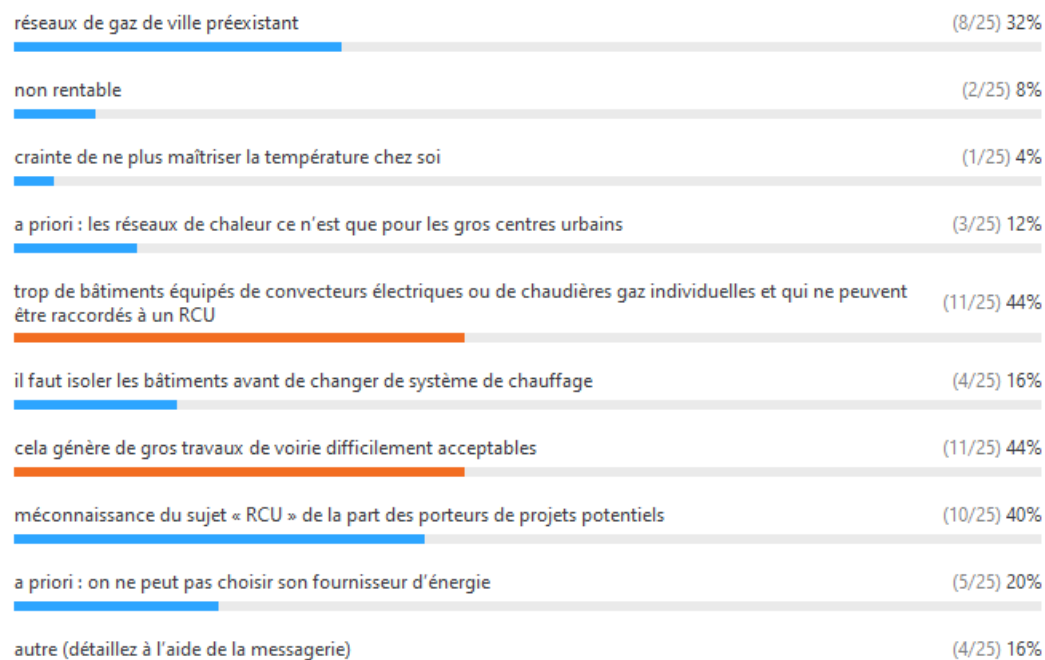 réseaux de gaz de ville préexistant (8/25) 32%
non rentable (2/25) 8%
crainte de ne plus maîtriser la température chez soi (1/25) 4%
a priori : les réseaux de chaleur ce n’est que pour les gros centres urbains (3/25) 12%
trop de bâtiments équipés de convecteurs électriques ou de chaudières gaz individuelles et qui ne peuvent
être raccordés à un RCU (11/25) 44%
il faut isoler les bâtiments avant de changer de système de chauffage (4/25) 16%
cela génère de gros travaux de voirie difficilement acceptables (11/25) 44%
méconnaissance du sujet « RCU » de la part des porteurs de projets potentiels (10/25) 40%
a priori : on ne peut pas choisir son fournisseur d’énergie (5/25) 20%
autre (détaillez à l’aide de la messagerie) (4/25) 16%